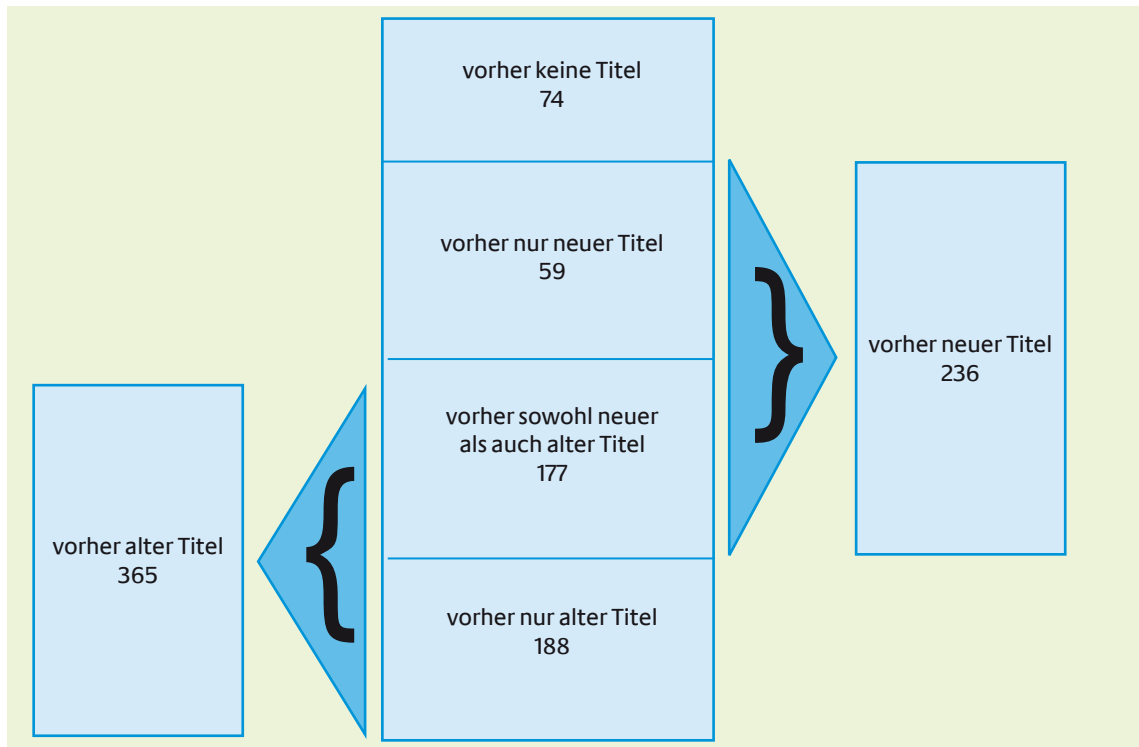 vorher keine Titel
74
vorher nur neuer Titel
59
vorher neuer Titel
236
vorher sowohl neuer
als auch alter Titel
177
vorher alter Titel
365
vorher nur alter Titel
188
}
{